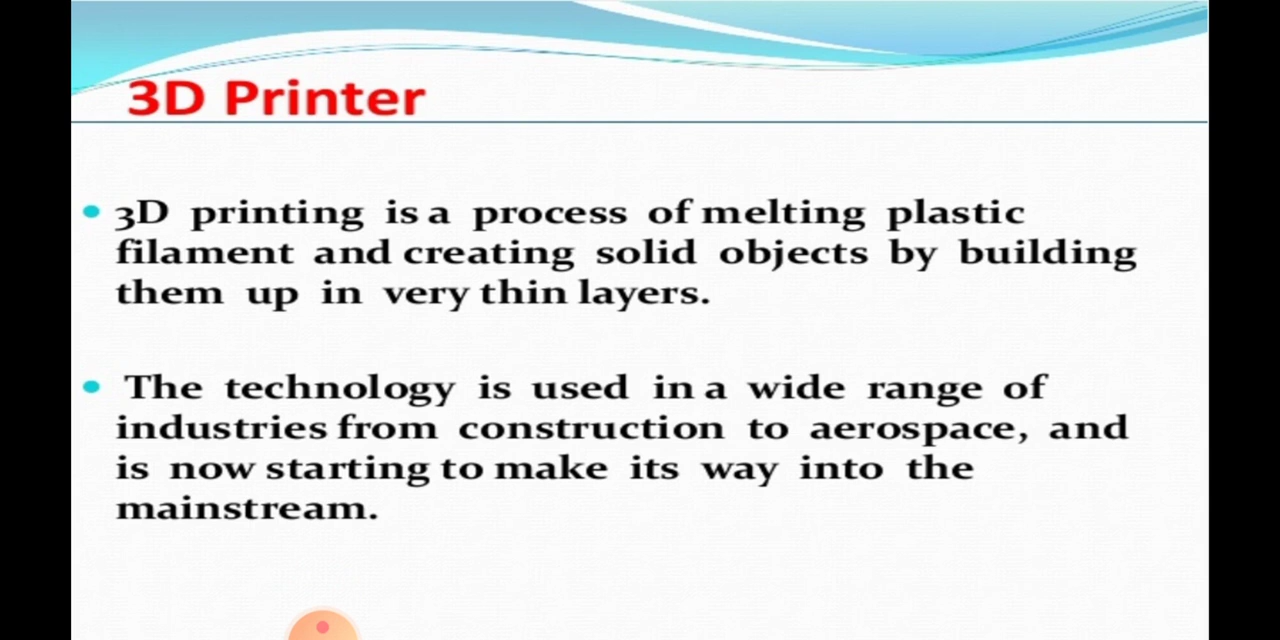 3D Printer
3D printing is a process of melting plastic
filament and creating solid objects by building
them up in very thin layers.
The technology is used in a wide range of
industries from construction to aerospace, and
is now starting to make its way into the
mainstream.